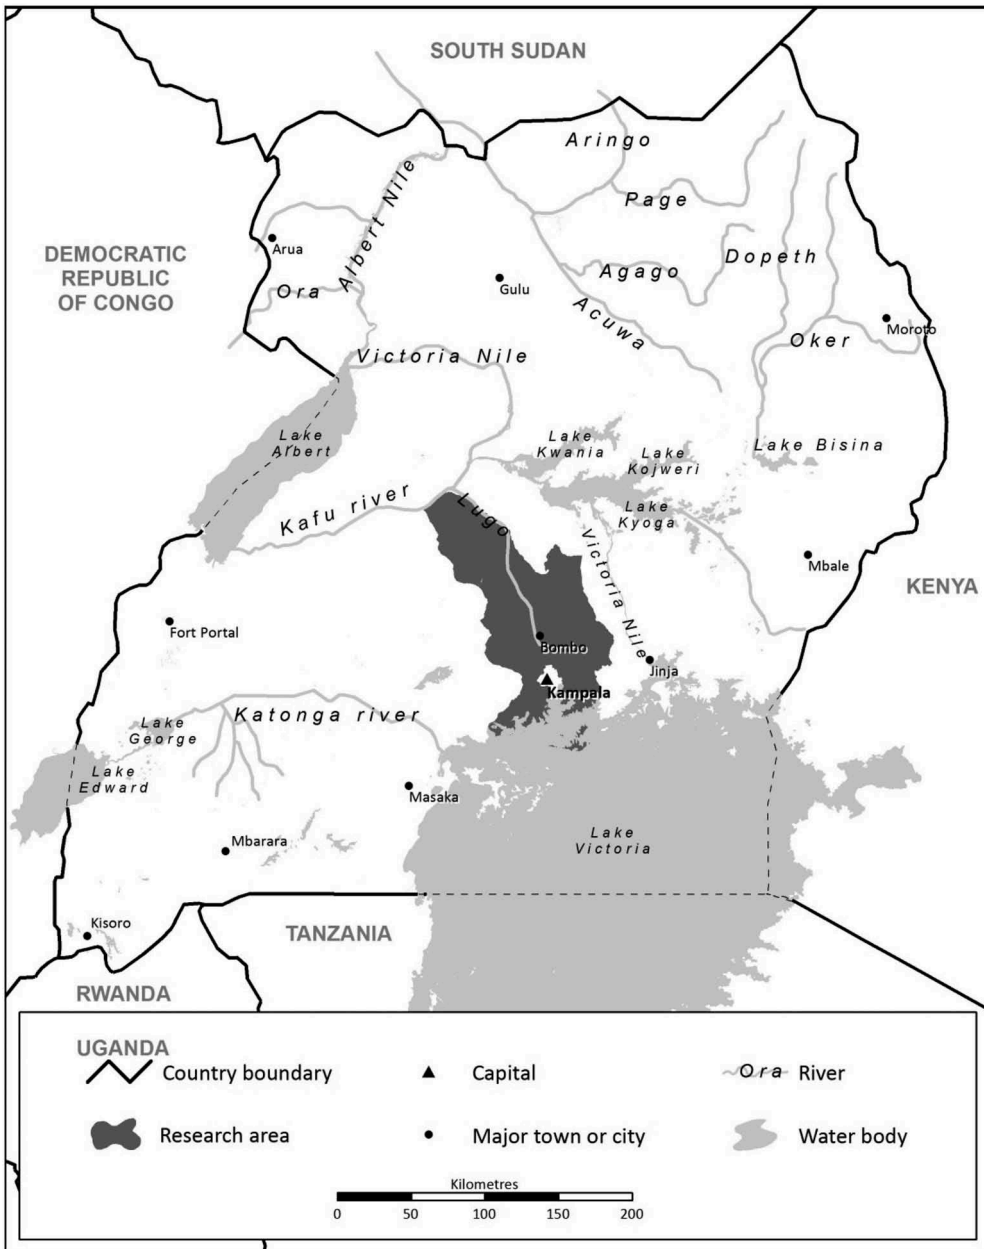 SOUTH SUDAN
Aringo
Albert Nile
Page
Arua
DEMOCRATIC
REPUBLIC
OF CONGO
Dopeth
Agago
Ora
Gulu
Acuwa
Moroto
Oker
Victoria Nile
Lake
Albert
Lake
Kwania
Lake Bisina
Lake
Kojweri
Kafu river
Lugo
Lake
Kyoga
Victoria Nile
Mbale
KENYA
Fort Portal
Bombo
Jinja
Kampala
Katonga river
Lake
George
Lake
Edward
Masaka
Lake
Victoria
Mbarara
Kisoro
TANZANIA
RWANDA
UGANDA
Country boundary
Capital
Ora
River
Research area
Major town or city
Water body
Kilometres
0 50 100 150 200